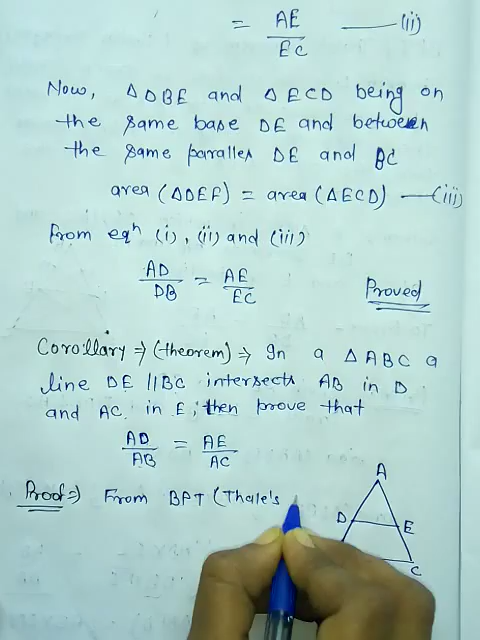 = AE/EC —(ii)
Now, Δ DBE and Δ ECD being on
the same base DE and between
the same parallel DE and BC
area (ΔDEF) = area (ΔECD) —(iii)
From eqⁿ (i), (ii) and (iii)
AD/DB = AE/EC
Proved
Corollary ⇒ (theorem) ⇒ In a ΔABC a
line DE ∥ BC intersects AB in D
and AC in E, then prove that
AD/AB = AE/AC
Proof ⇒ From BPT (Thale's
A
D
E
C